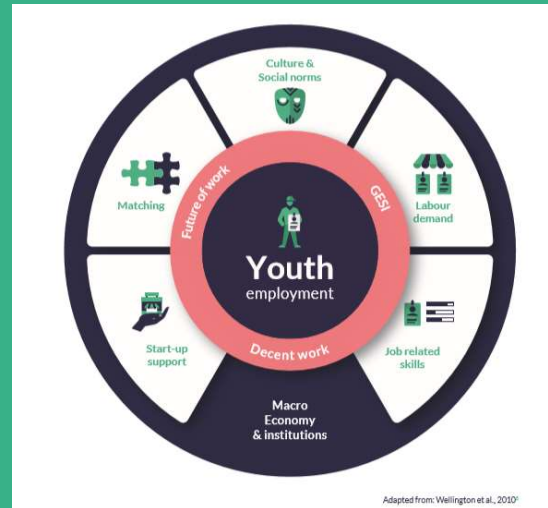 Culture &
Social norms
Matching
Future of work
GESI
Labour
demand
Youth
employment
Start-up
support
Decent work
Job related
skills
Macro
Economy
& institutions
Adapted from: Wellington et al., 2010